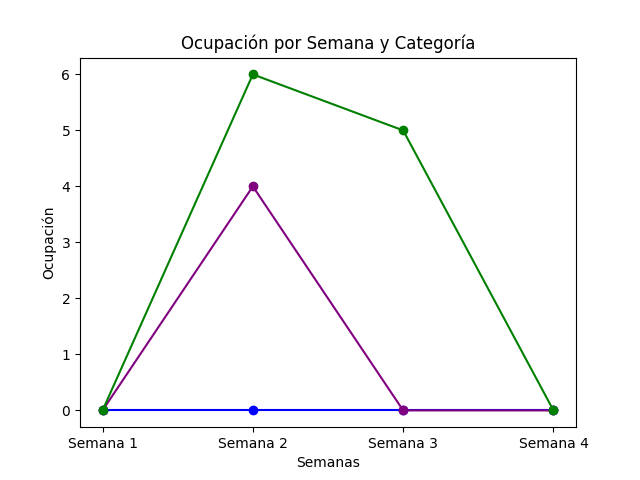 Ocupación por Semana y Categoría
6
5
4
3
2
1
0
Ocupación
Semana 1
Semana 2
Semana 3
Semana 4
Semanas